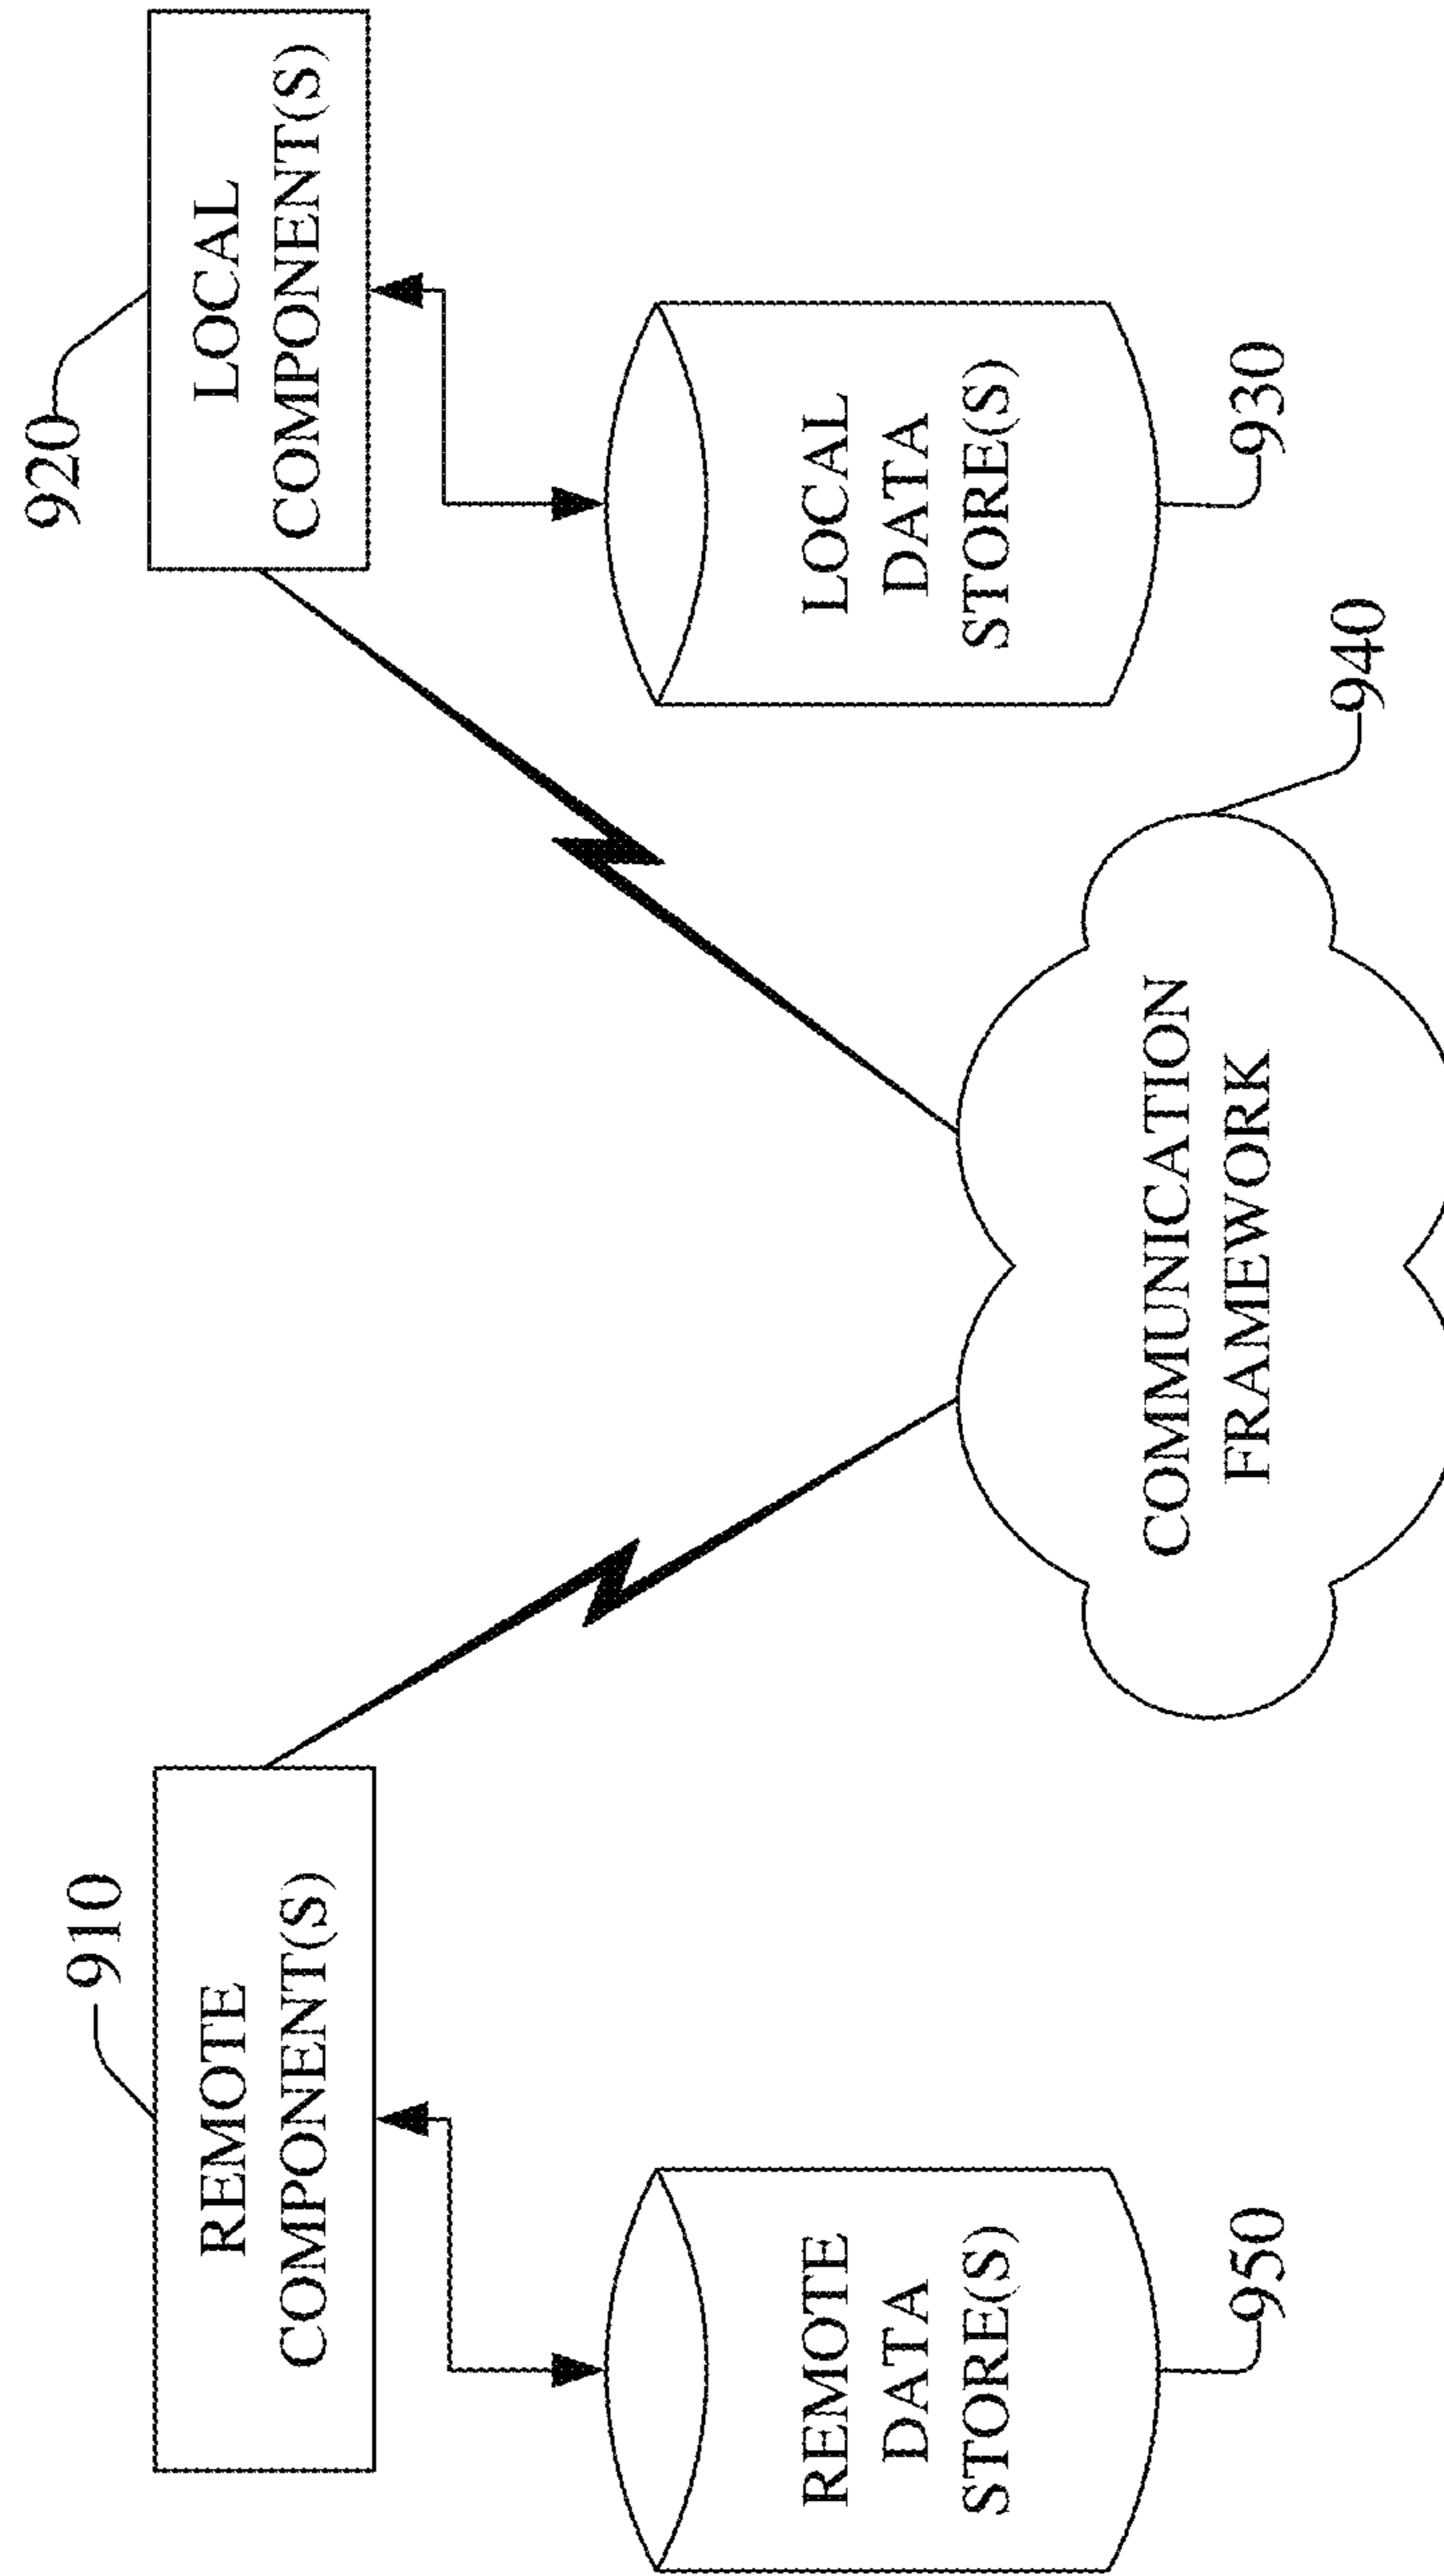 910
REMOTE
COMPONENT(S)
920
LOCAL
COMPONENT(S)
REMOTE
DATA
STORE(S)
950
LOCAL
DATA
STORE(S)
930
COMMUNICATION
FRAMEWORK
940